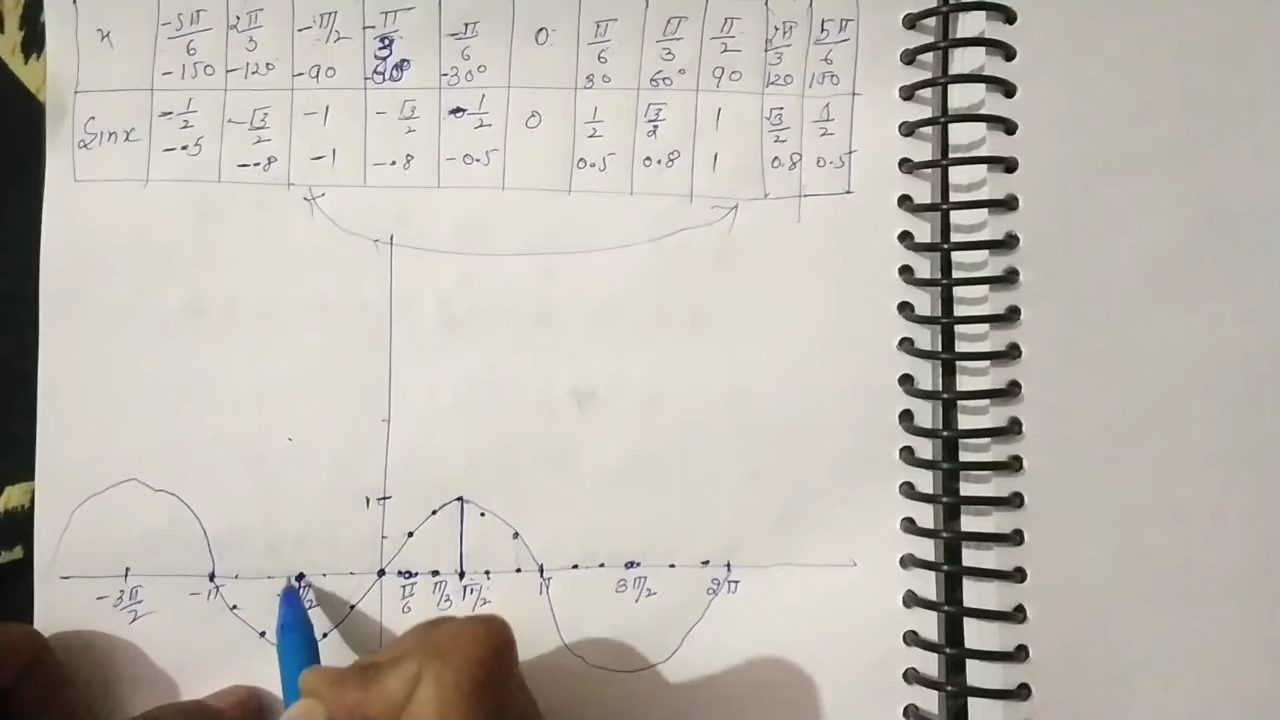 x -5π/6 2π/3 -π/2 -π/3 -π/6 0 π/6 π/3 π/2 2π/3 5π/6
-150 -120 -90 -60° -30° 30 60° 90 120 150
Sinx -1/2 -√3/2 -1 -√3/2 -1/2 0 1/2 √3/2 1 √3/2 1/2
-.5 -.8 -1 -.8 -0.5 0.5 0.8 1 0.8 0.5
1
-3π/2 -π π/2 π/6 π/3 π/2 π 3π/2 2π